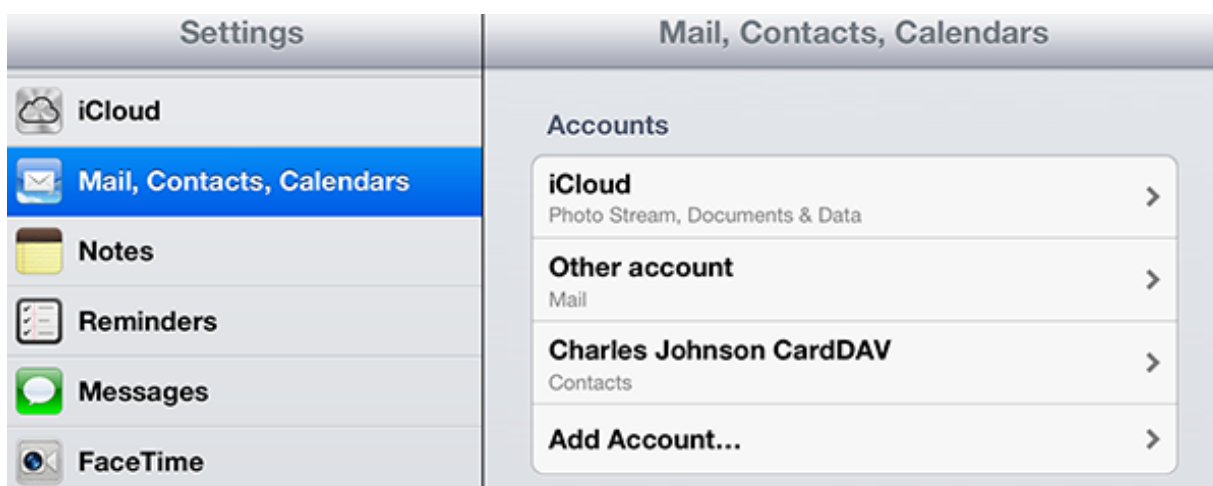 Settings
iCloud
Mail, Contacts, Calendars
Notes
Reminders
Messages
FaceTime
Mail, Contacts, Calendars
Accounts
iCloud
Photo Stream, Documents & Data
Other account
Mail
Charles Johnson CardDAV
Contacts
Add Account...